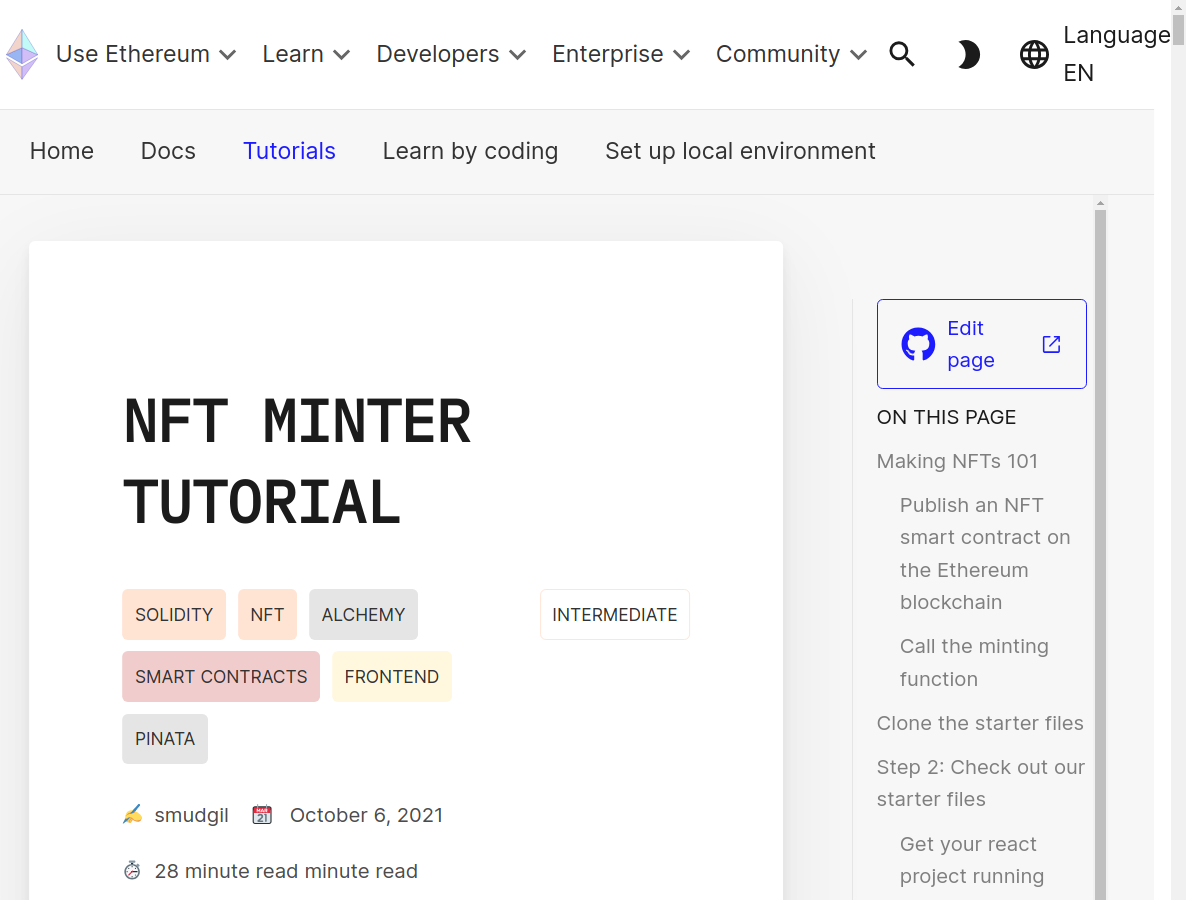 Use Ethereum
Learn
Developers
Enterprise
Community
Language
EN
Home
Docs
Tutorials
Learn by coding
Set up local environment
NFT MINTER
TUTORIAL
SOLIDITY
NFT
ALCHEMY
INTERMEDIATE
SMART CONTRACTS
FRONTEND
PINATA
smudgil
October 6, 2021
28 minute read minute read
Edit
page
ON THIS PAGE
Making NFTs 101
Publish an NFT
smart contract on
the Ethereum
blockchain
Call the minting
function
Clone the starter files
Step 2: Check out our
starter files
Get your react
project running